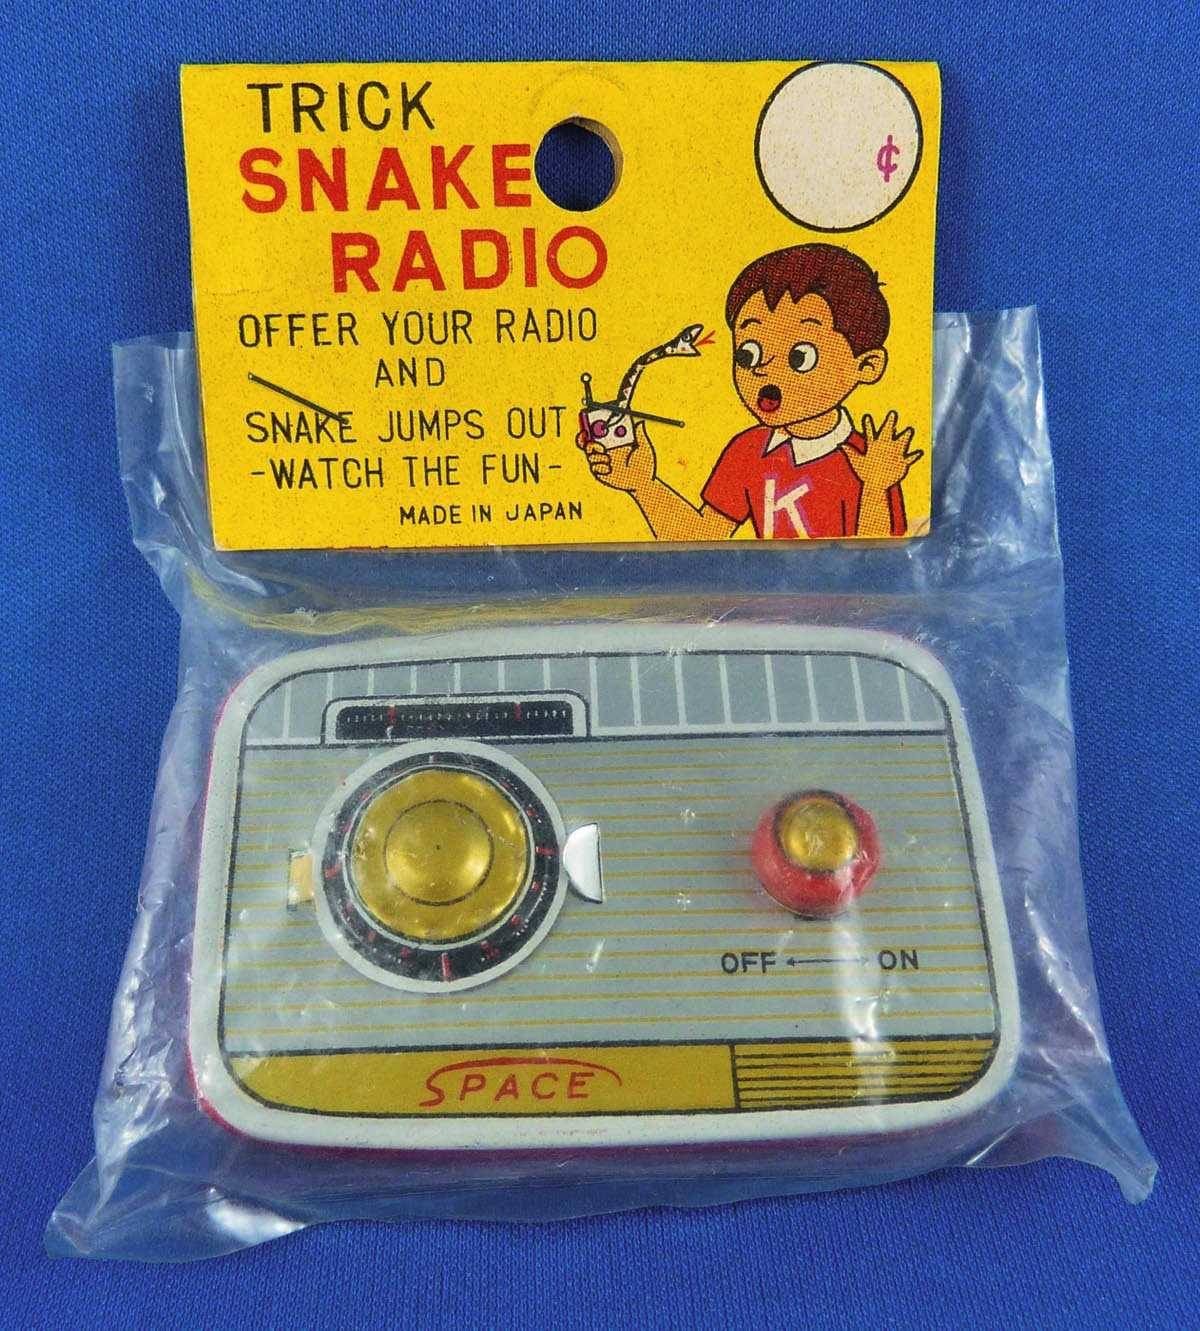 TRICK
SNAKE
RADIO
OFFER YOUR RADIO
AND
SNAKE JUMPS OUT
-WATCH THE FUN-
MADE IN JAPAN
¢
K
OFF ←→ ON
SPACE